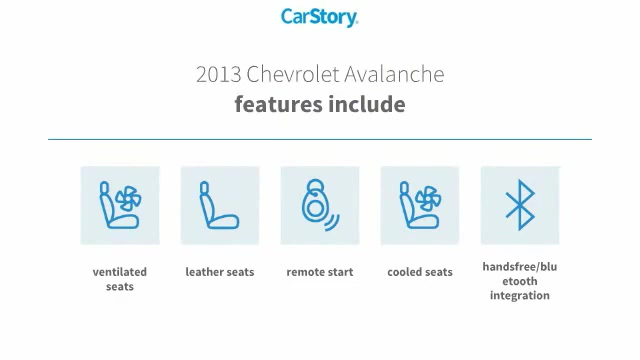 CarStory
2013 Chevrolet Avalanche
features include
ventilated
seats
leather seats
remote start
cooled seats
handsfree/blu
etooth
integration